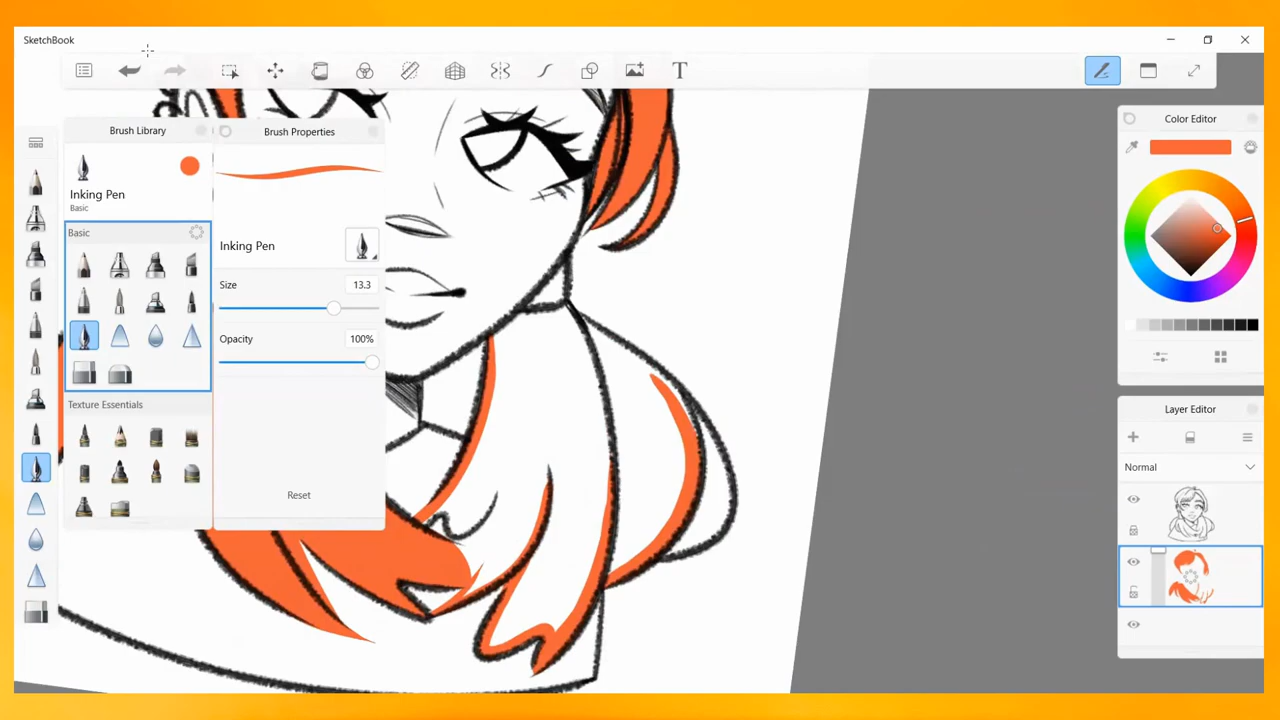 SketchBook
T
Brush Library
Inking Pen
Basic
Basic
Texture Essentials
Brush Properties
Inking Pen
Size 13.3
Opacity 100%
Reset
Color Editor
Layer Editor
Normal